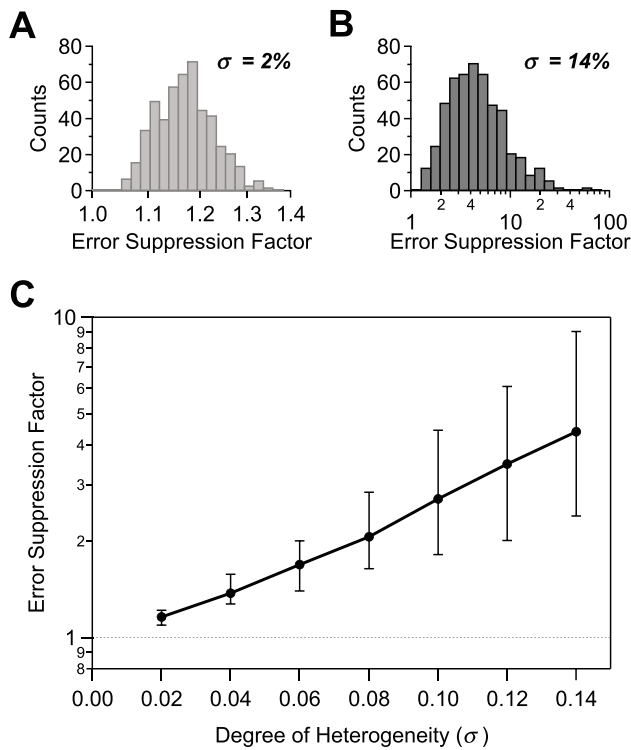 A
σ = 2%
80
60
40
20
0
Counts
1.0 1.1 1.2 1.3 1.4
Error Suppression Factor
B
σ = 14%
80
60
40
20
0
Counts
2 4 2 4
1 10 100
Error Suppression Factor
C
10
9
8
7
6
5
4
3
2
1
9
8
Error Suppression Factor
0.00 0.02 0.04 0.06 0.08 0.10 0.12 0.14
Degree of Heterogeneity (σ)